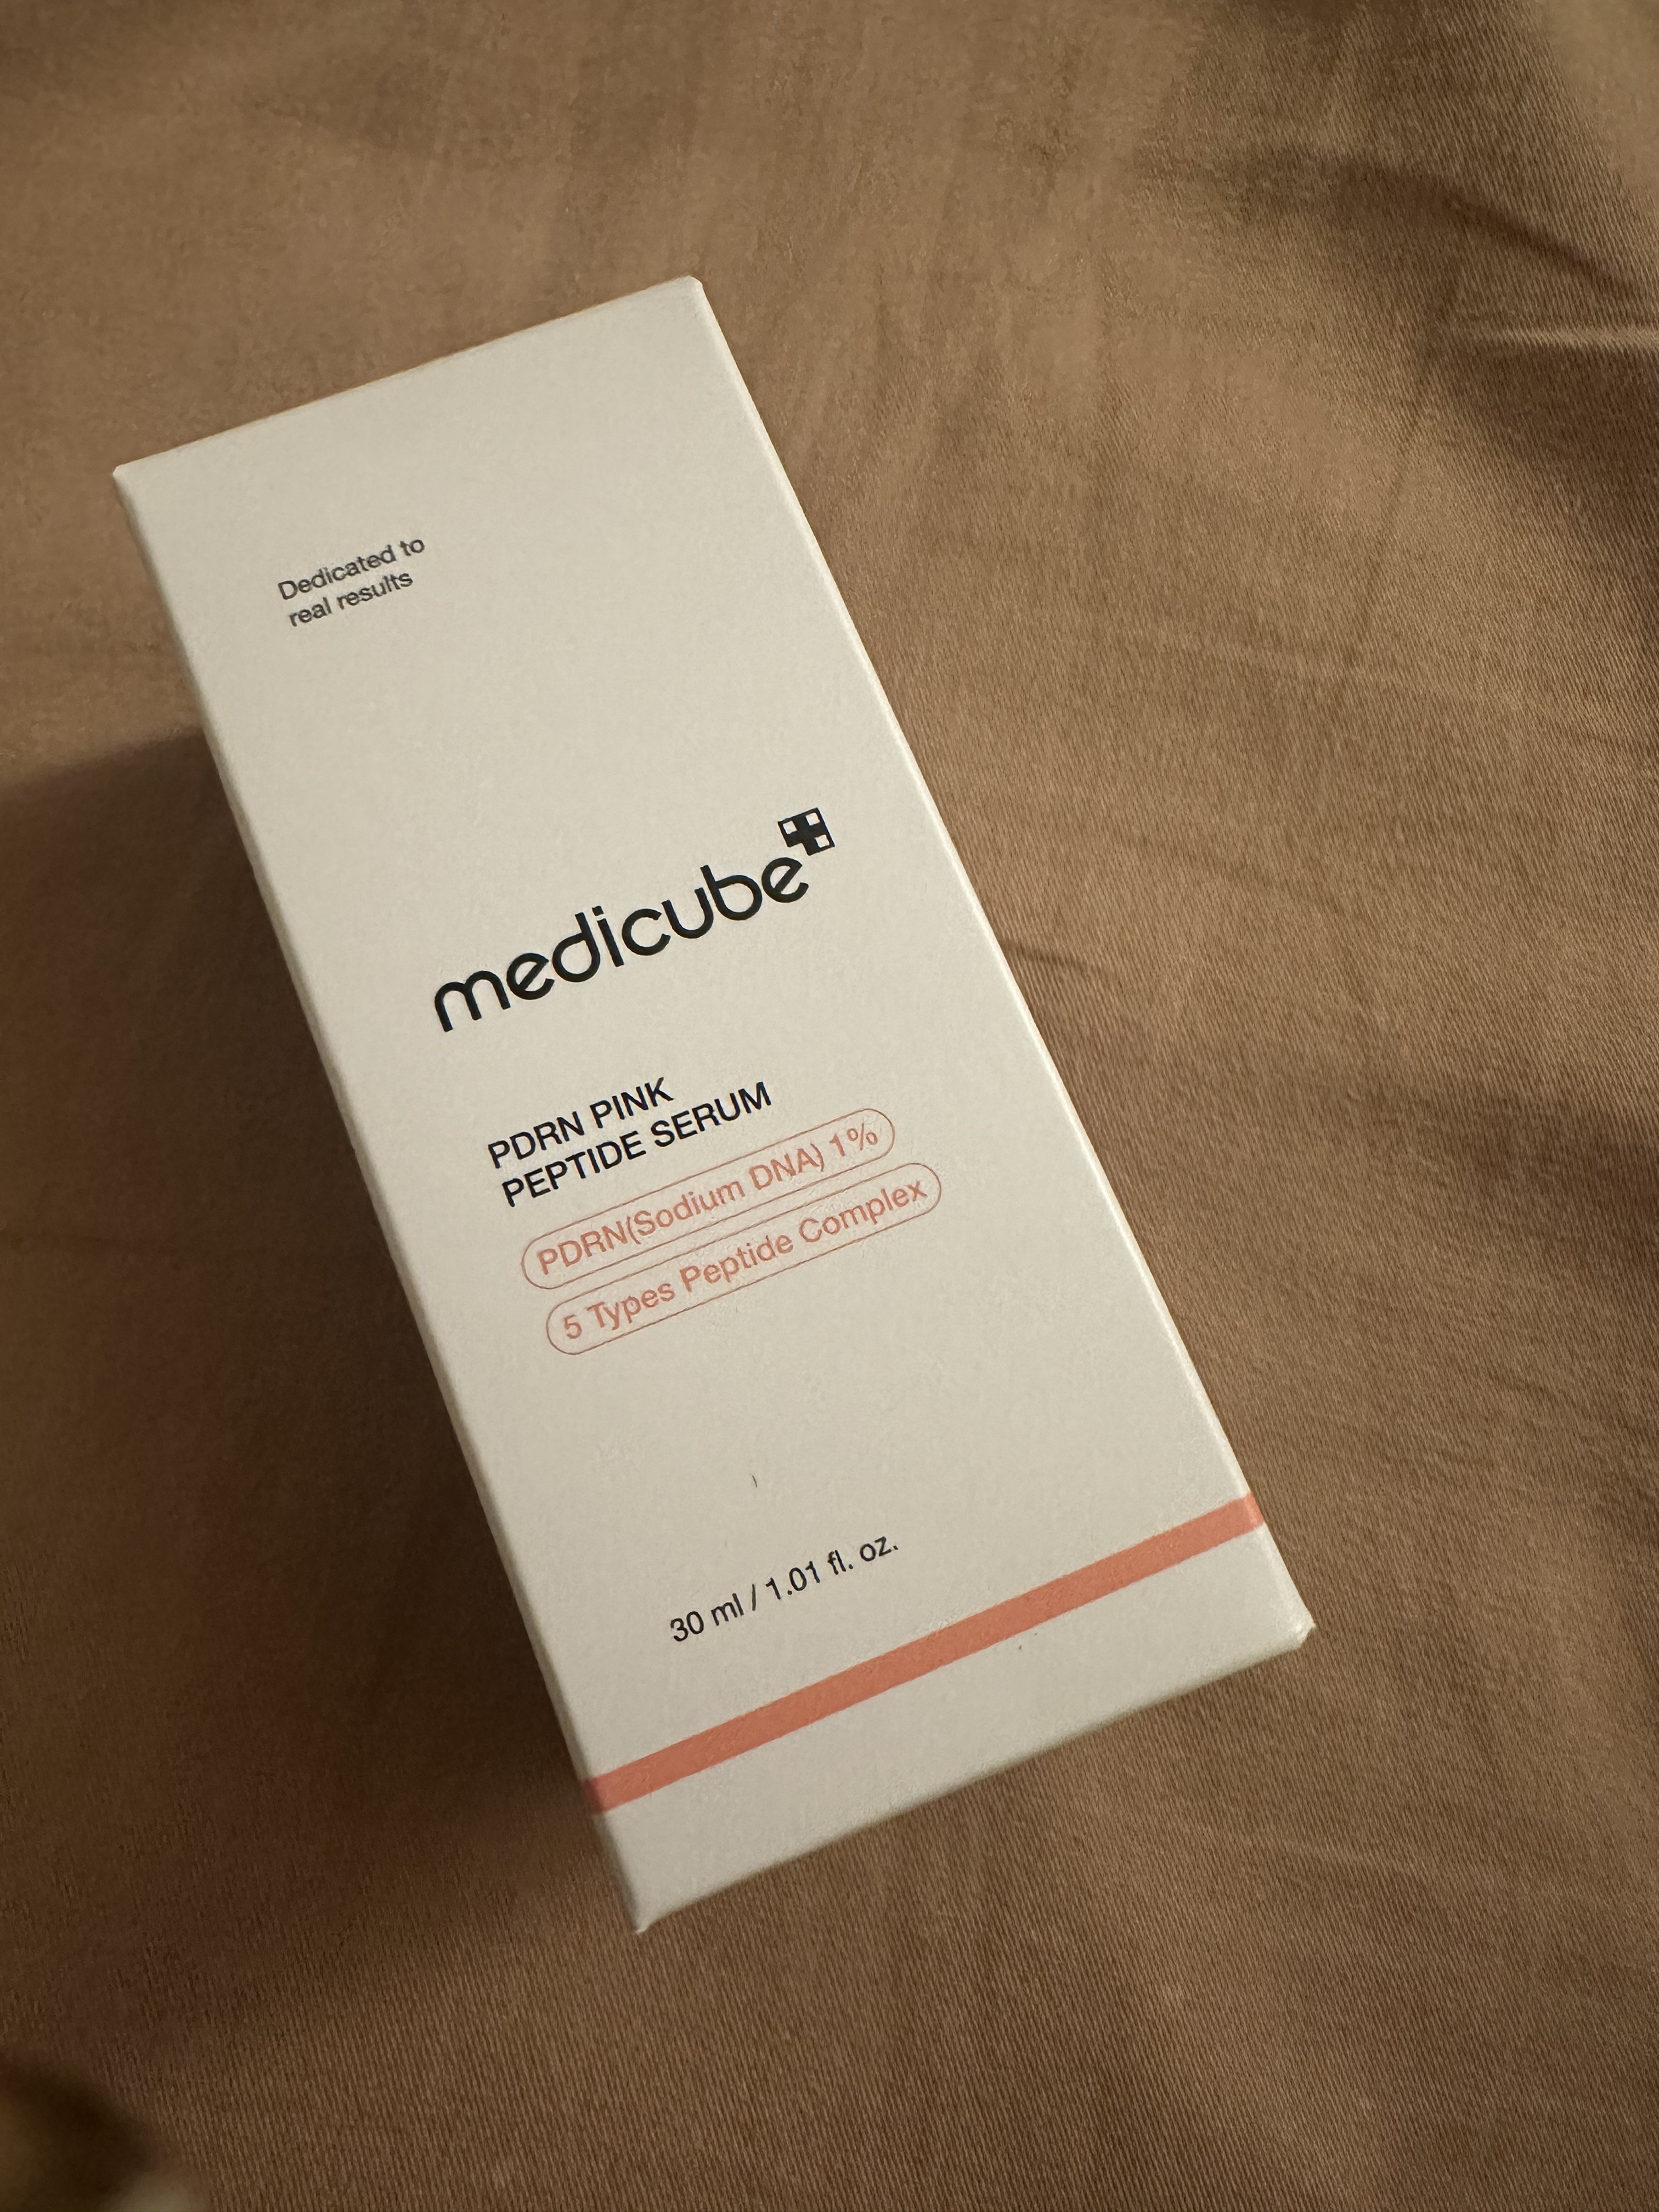 Dedicated to
real results
medicube
PDRN PINK
PEPTIDE SERUM
PDRN(Sodium DNA) 1%
5 Types Peptide Complex
30 ml / 1.01 fl. oz.